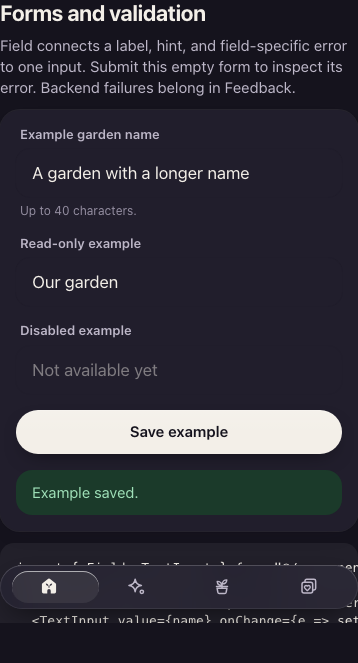 Forms and validation
Field connects a label, hint, and field-specific error
to one input. Submit this empty form to inspect its
error. Backend failures belong in Feedback.
Example garden name
A garden with a longer name
Up to 40 characters.
Read-only example
Our garden
Disabled example
Not available yet
Save example
Example saved.
<TextInput value={name} onChange={e => set